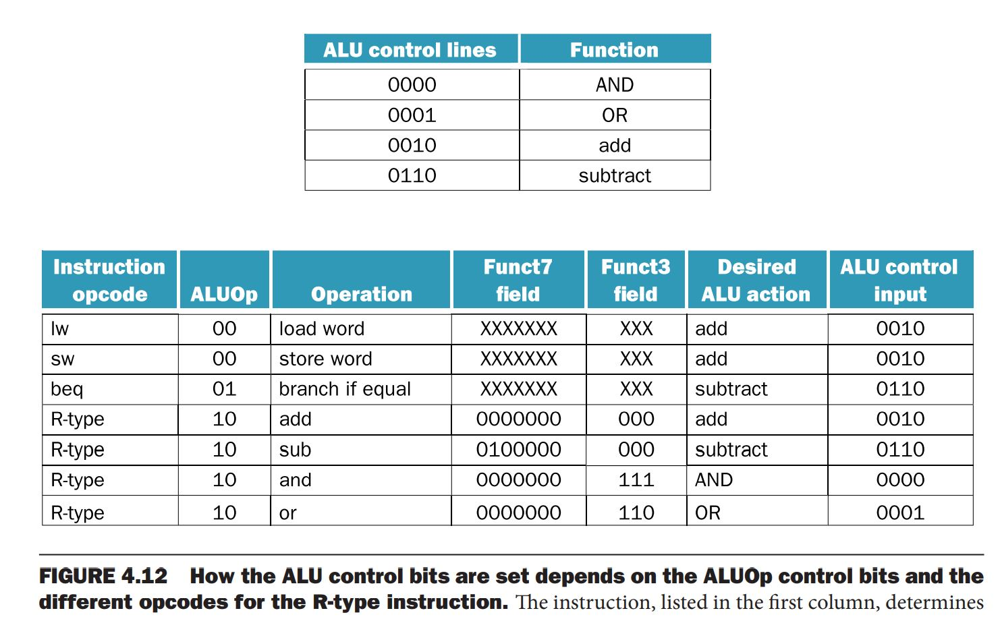 ALU control lines Function
0000 AND
0001 OR
0010 add
0110 subtract
Instruction opcode ALUOp Operation Funct7 field Funct3 field Desired ALU action ALU control input
lw 00 load word XXXXXXX XXX add 0010
sw 00 store word XXXXXXX XXX add 0010
beq 01 branch if equal XXXXXXX XXX subtract 0110
R-type 10 add 0000000 000 add 0010
R-type 10 sub 0100000 000 subtract 0110
R-type 10 and 0000000 111 AND 0000
R-type 10 or 0000000 110 OR 0001
FIGURE 4.12 How the ALU control bits are set depends on the ALUOp control bits and the
different opcodes for the R-type instruction. The instruction, listed in the first column, determines